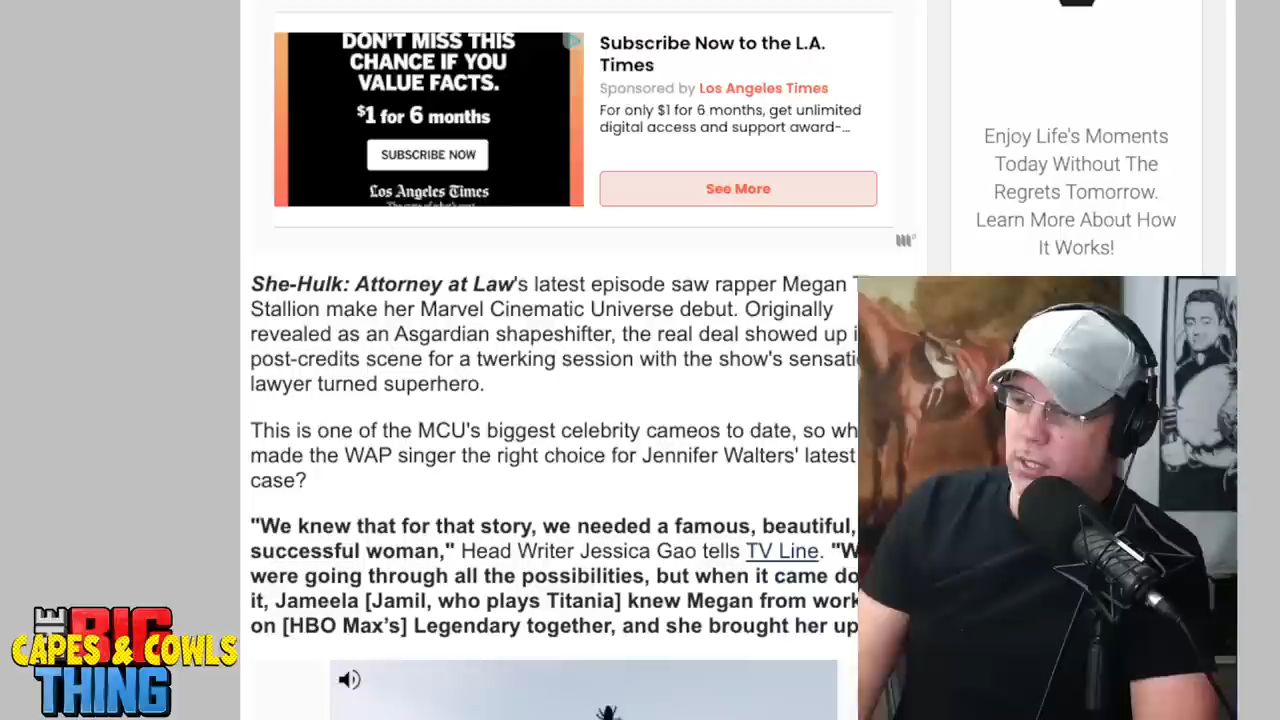 DON'T MISS THIS
CHANCE IF YOU
VALUE FACTS.
$1 for 6 months
SUBSCRIBE NOW
Los Angeles Times
Subscribe Now to the L.A.
Times
Sponsored by Los Angeles Times
For only $1 for 6 months, get unlimited
digital access and support award-...
See More
Enjoy Life's Moments
Today Without The
Regrets Tomorrow.
Learn More About How
It Works!
She-Hulk: Attorney at Law's latest episode saw rapper Megan
Stallion make her Marvel Cinematic Universe debut. Originally
revealed as an Asgardian shapeshifter, the real deal showed up
post-credits scene for a twerking session with the show's
lawyer turned superhero.
This is one of the MCU's biggest celebrity cameos to date, so
made the WAP singer the right choice for Jennifer Walters' latest
case?
"We knew that for that story, we needed a famous, beautiful,
successful woman," Head Writer Jessica Gao tells TV Line.
were going through all the possibilities, but when it came
it, Jameela [Jamil, who plays Titania] knew Megan from
on [HBO Max's] Legendary together, and she brought her up
THE BIG
CAPES & COWLS
THING